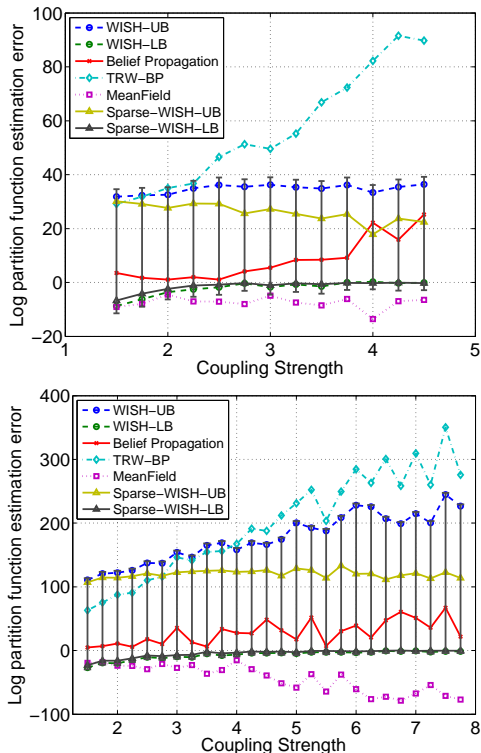 100
80
60
40
20
0
−20
Log partition function estimation error
WISH−UB
WISH−LB
Belief Propagation
TRW−BP
MeanField
Sparse−WISH−UB
Sparse−WISH−LB
1
2
3
4
5
Coupling Strength
400
300
200
100
0
−100
Log partition function estimation error
WISH−UB
WISH−LB
Belief Propagation
TRW−BP
MeanField
Sparse−WISH−UB
Sparse−WISH−LB
2
3
4
5
6
7
8
Coupling Strength